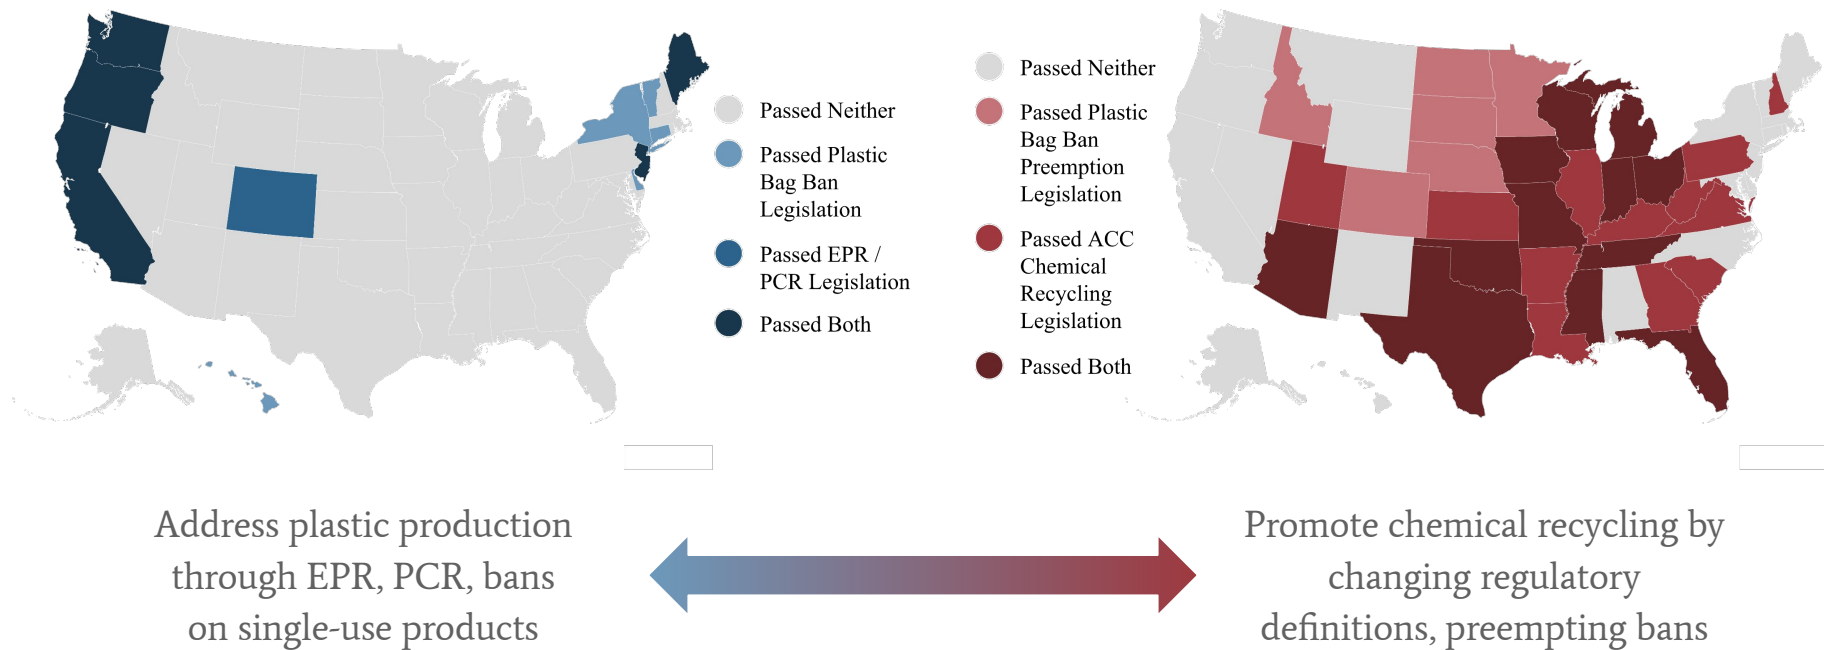 Passed Neither
Passed Plastic
Bag Ban
Legislation
Passed EPR /
PCR Legislation
Passed Both
Passed Neither
Passed Plastic
Bag Ban
Preemption
Legislation
Passed ACC
Chemical
Recycling
Legislation
Passed Both
Address plastic production
through EPR, PCR, bans
on single-use products
Promote chemical recycling by
changing regulatory
definitions, preempting bans